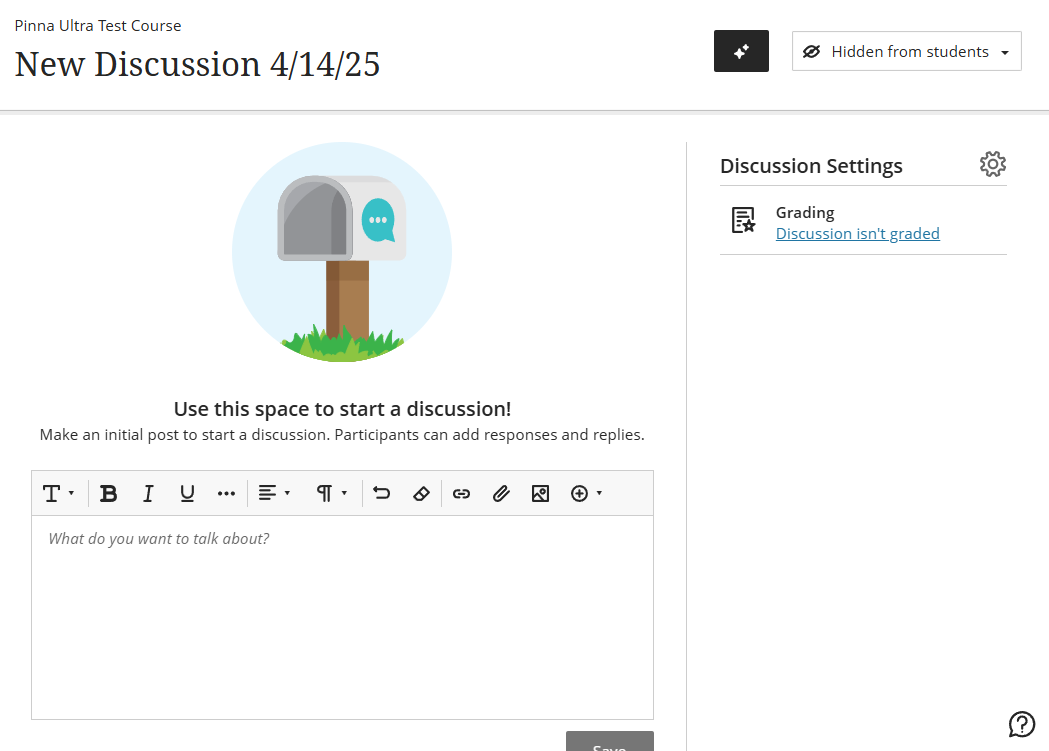 Pinna Ultra Test Course
New Discussion 4/14/25
Hidden from students
Use this space to start a discussion!
Make an initial post to start a discussion. Participants can add responses and replies.
What do you want to talk about?
Save
Discussion Settings
Grading
Discussion isn't graded